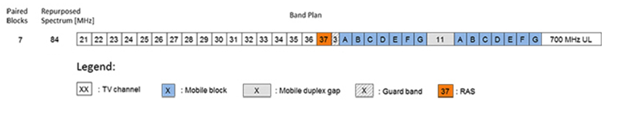 Paired Blocks
Repurposed Spectrum [MHz]
Band Plan
7 84 21 22 23 24 25 26 27 28 29 30 31 32 33 34 35 36 37 3 A B C D E F G 11 A B C D E F G 700 MHz UL
Legend:
XX : TV channel X : Mobile block X : Mobile duplex gap X : Guard band 37 : RAS